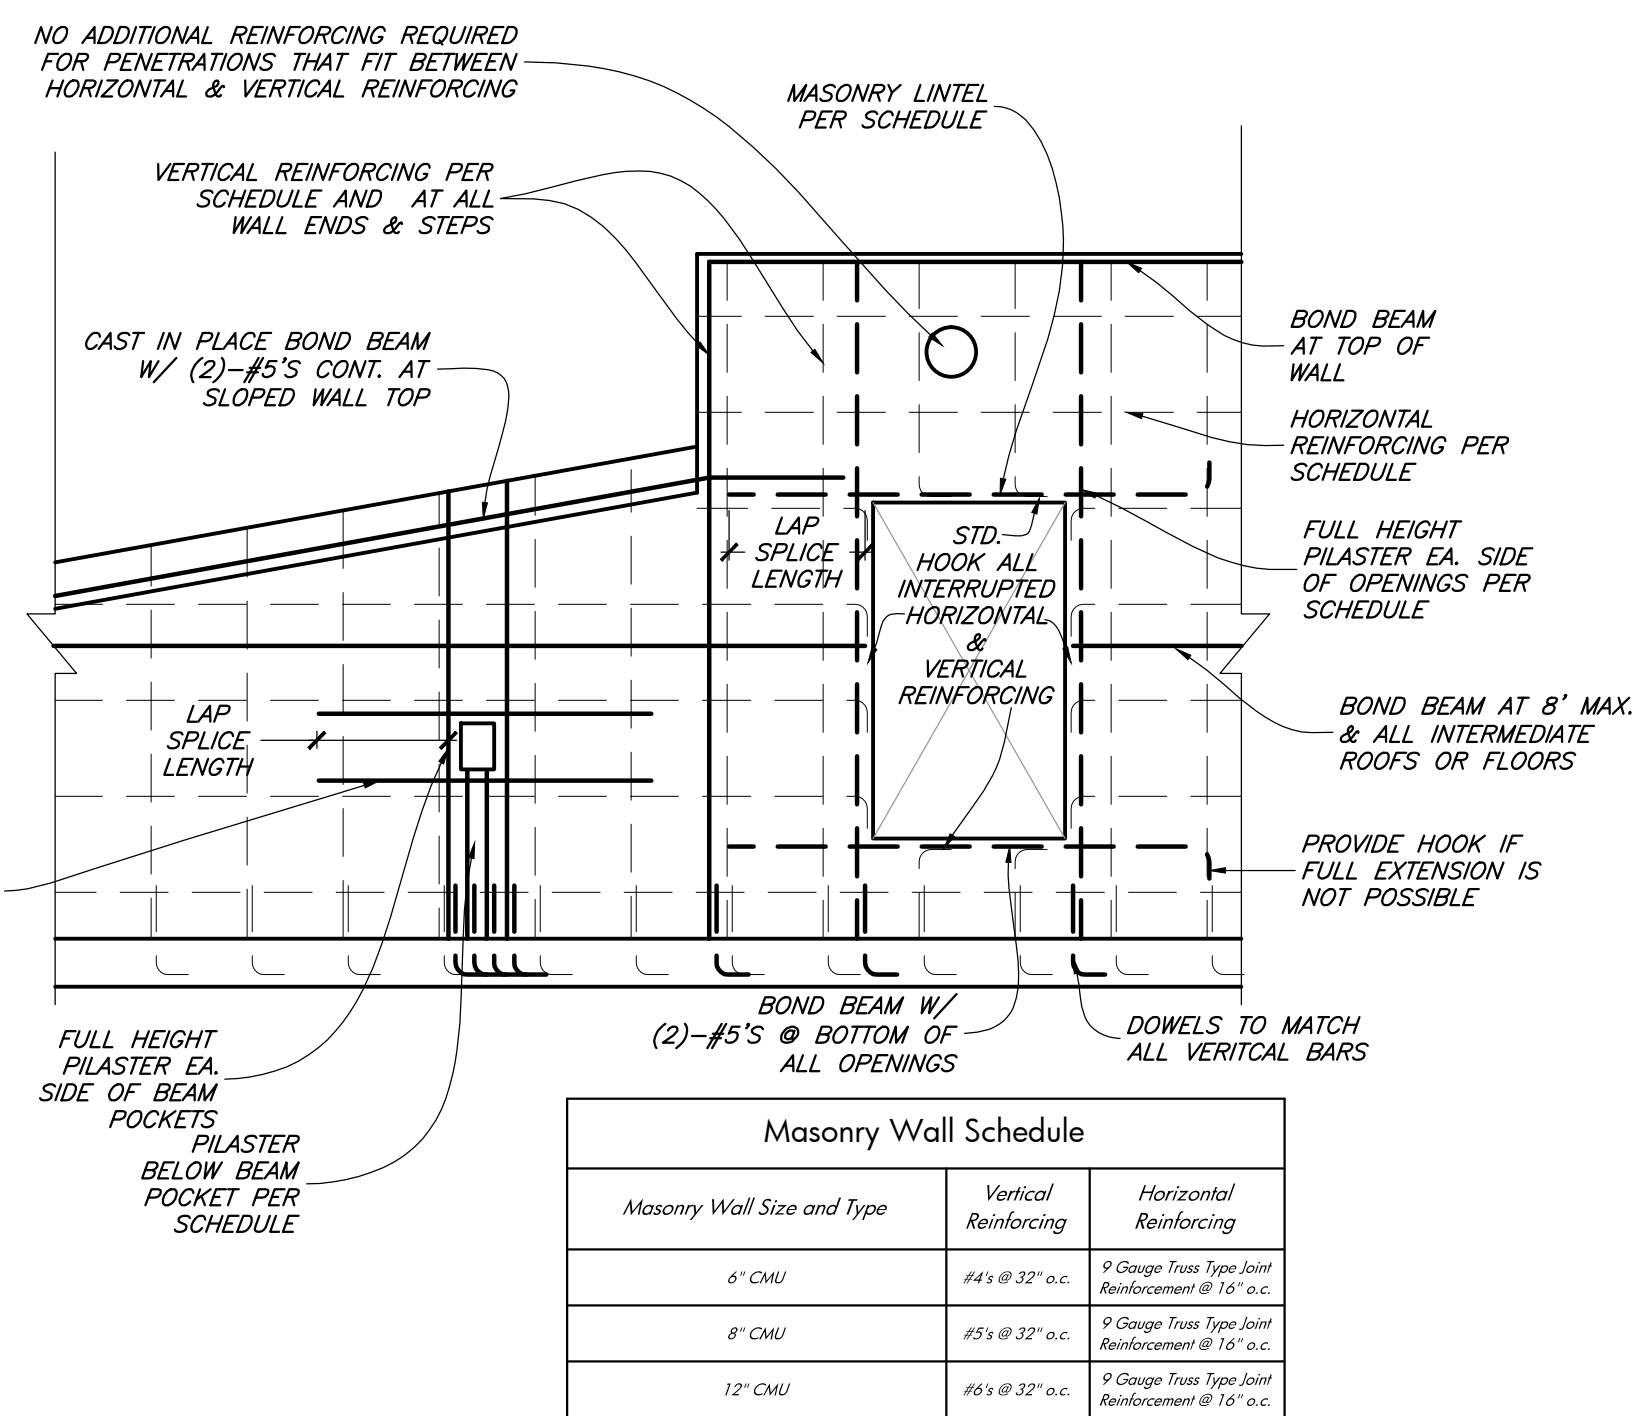 NO ADDITIONAL REINFORCING REQUIRED
FOR PENETRATIONS THAT FIT BETWEEN
HORIZONTAL & VERTICAL REINFORCING
MASONRY LINTEL
PER SCHEDULE
VERTICAL REINFORCING PER
SCHEDULE AND AT ALL
WALL ENDS & STEPS
CAST IN PLACE BOND BEAM
W/ (2)-#5'S CONT. AT
SLOPED WALL TOP
BOND BEAM
AT TOP OF
WALL
HORIZONTAL
REINFORCING PER
SCHEDULE
FULL HEIGHT
PILASTER EA. SIDE
OF OPENINGS PER
SCHEDULE
LAP
SPLICE
LENGTH
STD.
HOOK ALL
INTERRUPTED
HORIZONTAL
&
VERTICAL
REINFORCING
LAP
SPLICE
LENGTH
BOND BEAM AT 8' MAX.
& ALL INTERMEDIATE
ROOFS OR FLOORS
PROVIDE HOOK IF
FULL EXTENSION IS
NOT POSSIBLE
BOND BEAM W/
(2)-#5'S @ BOTTOM OF
ALL OPENINGS
DOWELS TO MATCH
ALL VERITCAL BARS
FULL HEIGHT
PILASTER EA.
SIDE OF BEAM
POCKETS
PILASTER
BELOW BEAM
POCKET PER
SCHEDULE
Masonry Wall Schedule
Masonry Wall Size and Type
Vertical
Reinforcing
Horizontal
Reinforcing
6" CMU
#4's @ 32" o.c.
9 Gauge Truss Type Joint
Reinforcement @ 16" o.c.
8" CMU
#5's @ 32" o.c.
9 Gauge Truss Type Joint
Reinforcement @ 16" o.c.
12" CMU
#6's @ 32" o.c.
9 Gauge Truss Type Joint
Reinforcement @ 16" o.c.